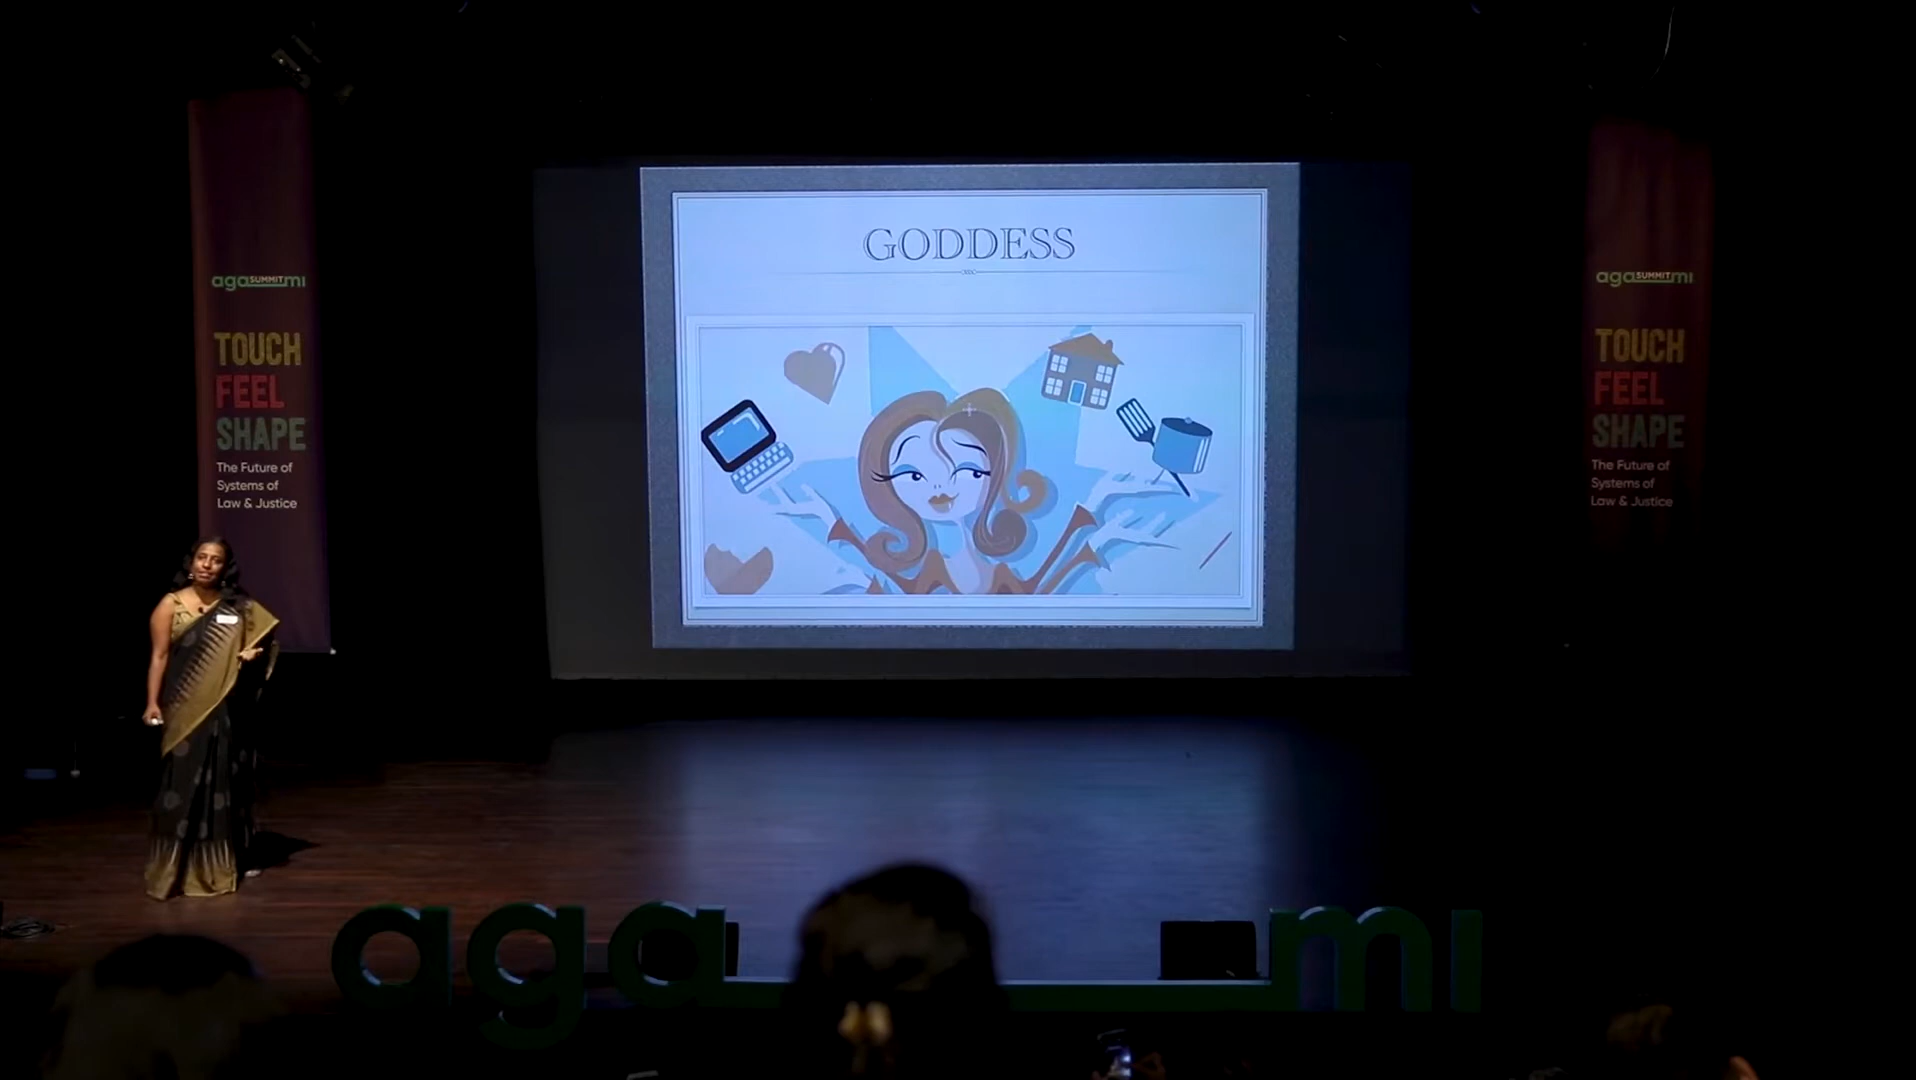 GODDESS
agaSUMMITmi
TOUCH
FEEL
SHAPE
The Future of
Systems of
Law & Justice
agaSUMMITmi
TOUCH
FEEL
SHAPE
The Future of
Systems of
Law & Justice
aga mi